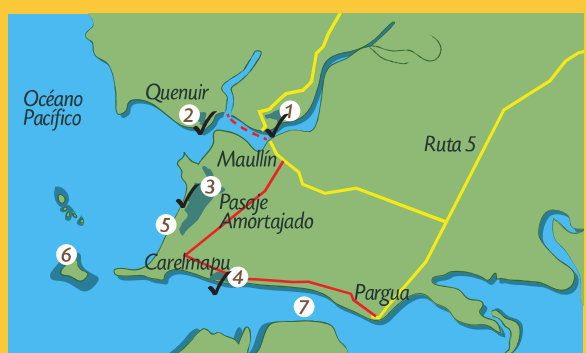 Quenuir
Océano
Pacífico
2
1
Ruta 5
Maullín
3
Pasaje
Amortajado
5
6
Carelmapu
4
Pargua
7